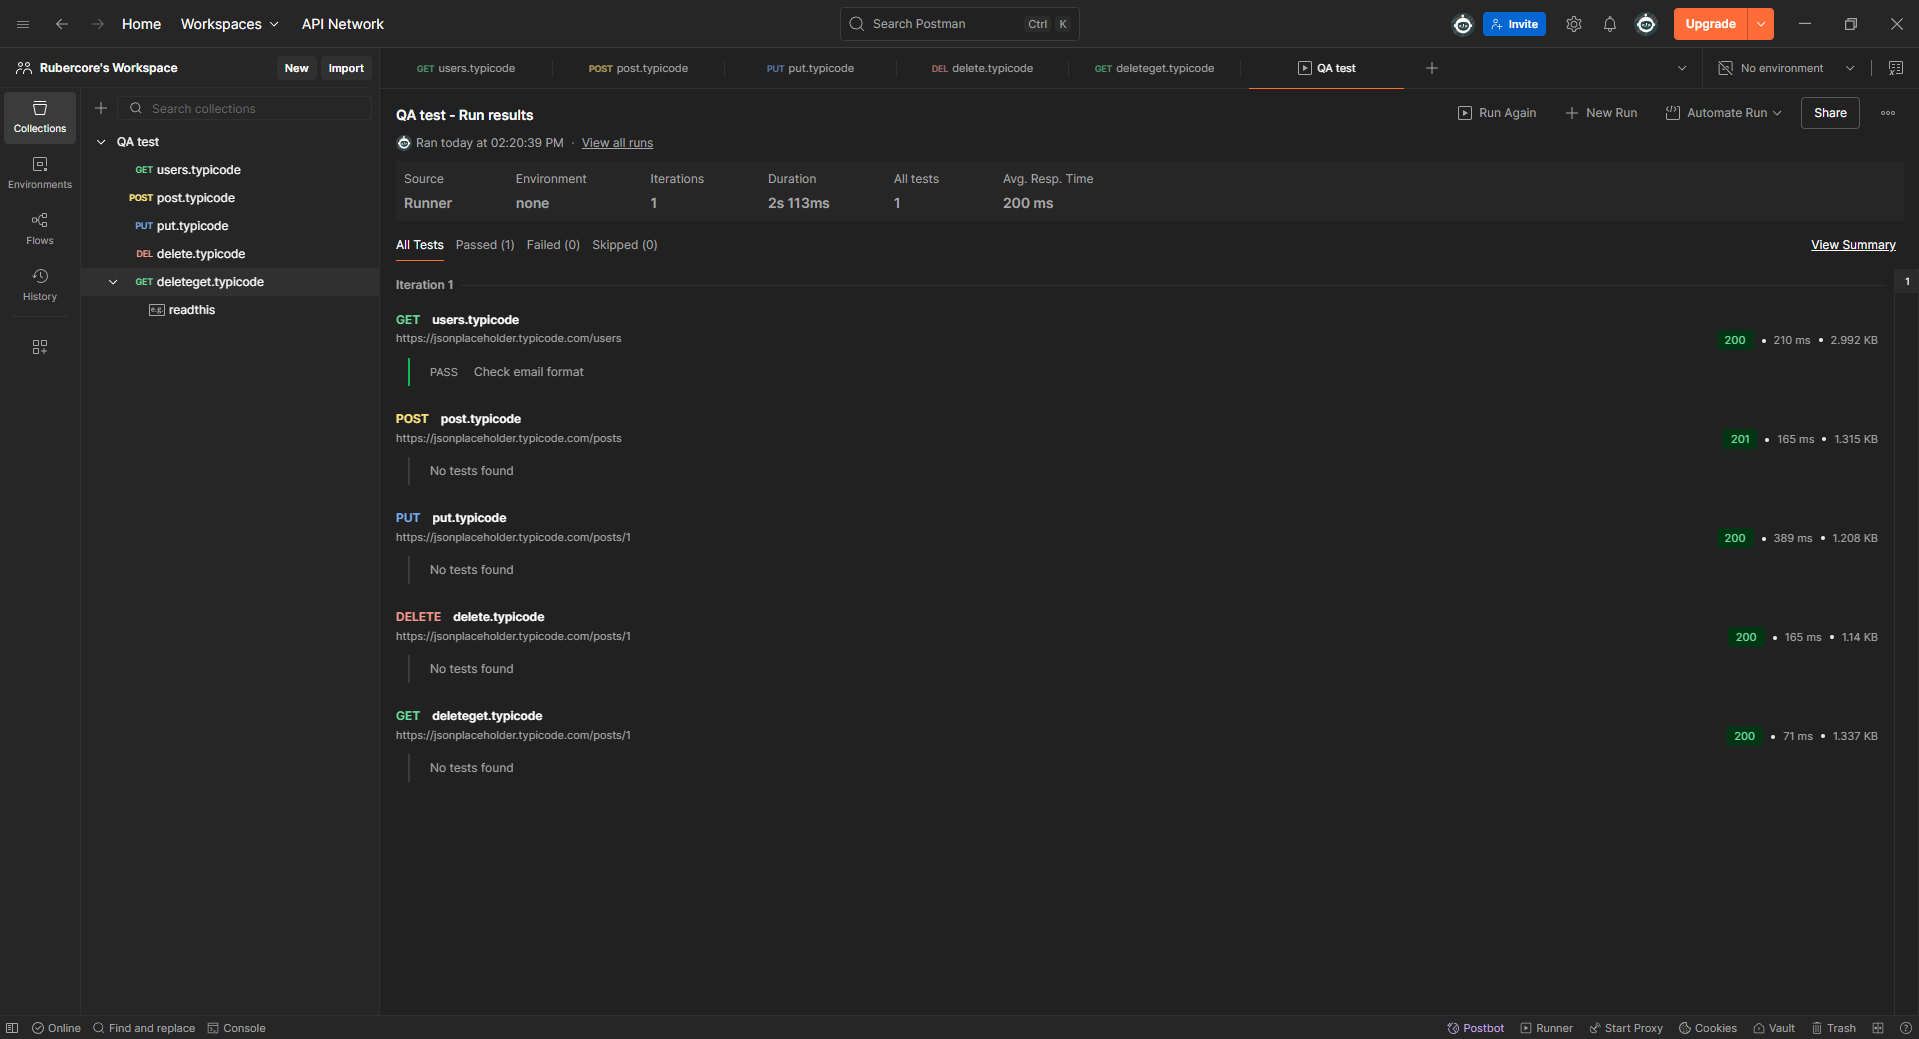 Home Workspaces API Network Search Postman Ctrl K Invite Upgrade
Rubercore's Workspace New Import
GET users.typicode POST post.typicode PUT put.typicode DEL delete.typicode GET deleteget.typicode QA test No environment
Collections
Environments
Flows
History
Search collections
QA test
GET users.typicode
POST post.typicode
PUT put.typicode
DEL delete.typicode
GET deleteget.typicode
e.g. readthis
QA test - Run results
Run Again New Run Automate Run Share
Ran today at 02:20:39 PM · View all runs
Source Environment Iterations Duration All tests Avg. Resp. Time
Runner none 1 2s 113ms 1 200 ms
All Tests Passed (1) Failed (0) Skipped (0) View Summary
Iteration 1
1
GET users.typicode
https://jsonplaceholder.typicode.com/users
200 • 210 ms • 2.992 KB
PASS Check email format
POST post.typicode
https://jsonplaceholder.typicode.com/posts
201 • 165 ms • 1.315 KB
No tests found
PUT put.typicode
https://jsonplaceholder.typicode.com/posts/1
200 • 389 ms • 1.208 KB
No tests found
DELETE delete.typicode
https://jsonplaceholder.typicode.com/posts/1
200 • 165 ms • 1.14 KB
No tests found
GET deleteget.typicode
https://jsonplaceholder.typicode.com/posts/1
200 • 71 ms • 1.337 KB
No tests found
Online Find and replace Console Postbot Runner Start Proxy Cookies Vault Trash